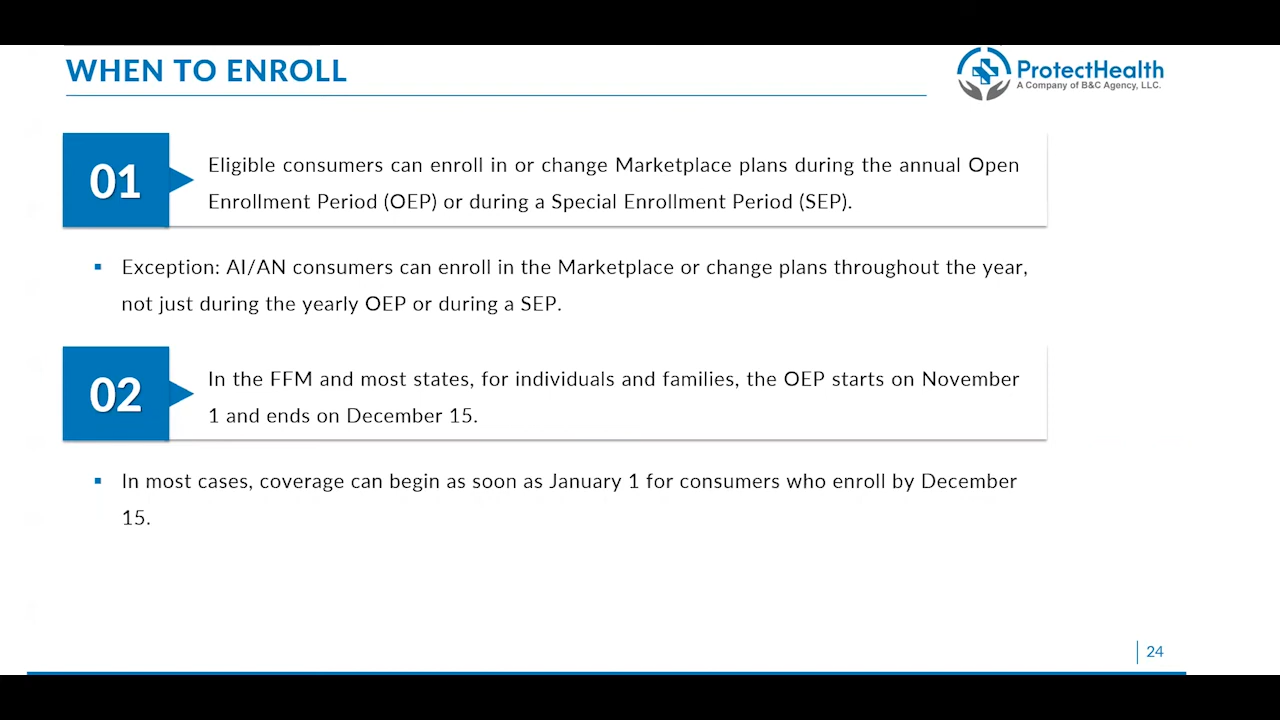 WHEN TO ENROLL
ProtectHealth
A Company of B&C Agency, LLC.
01
Eligible consumers can enroll in or change Marketplace plans during the annual Open
Enrollment Period (OEP) or during a Special Enrollment Period (SEP).
▪ Exception: AI/AN consumers can enroll in the Marketplace or change plans throughout the year,
not just during the yearly OEP or during a SEP.
02
In the FFM and most states, for individuals and families, the OEP starts on November
1 and ends on December 15.
▪ In most cases, coverage can begin as soon as January 1 for consumers who enroll by December
15.
24